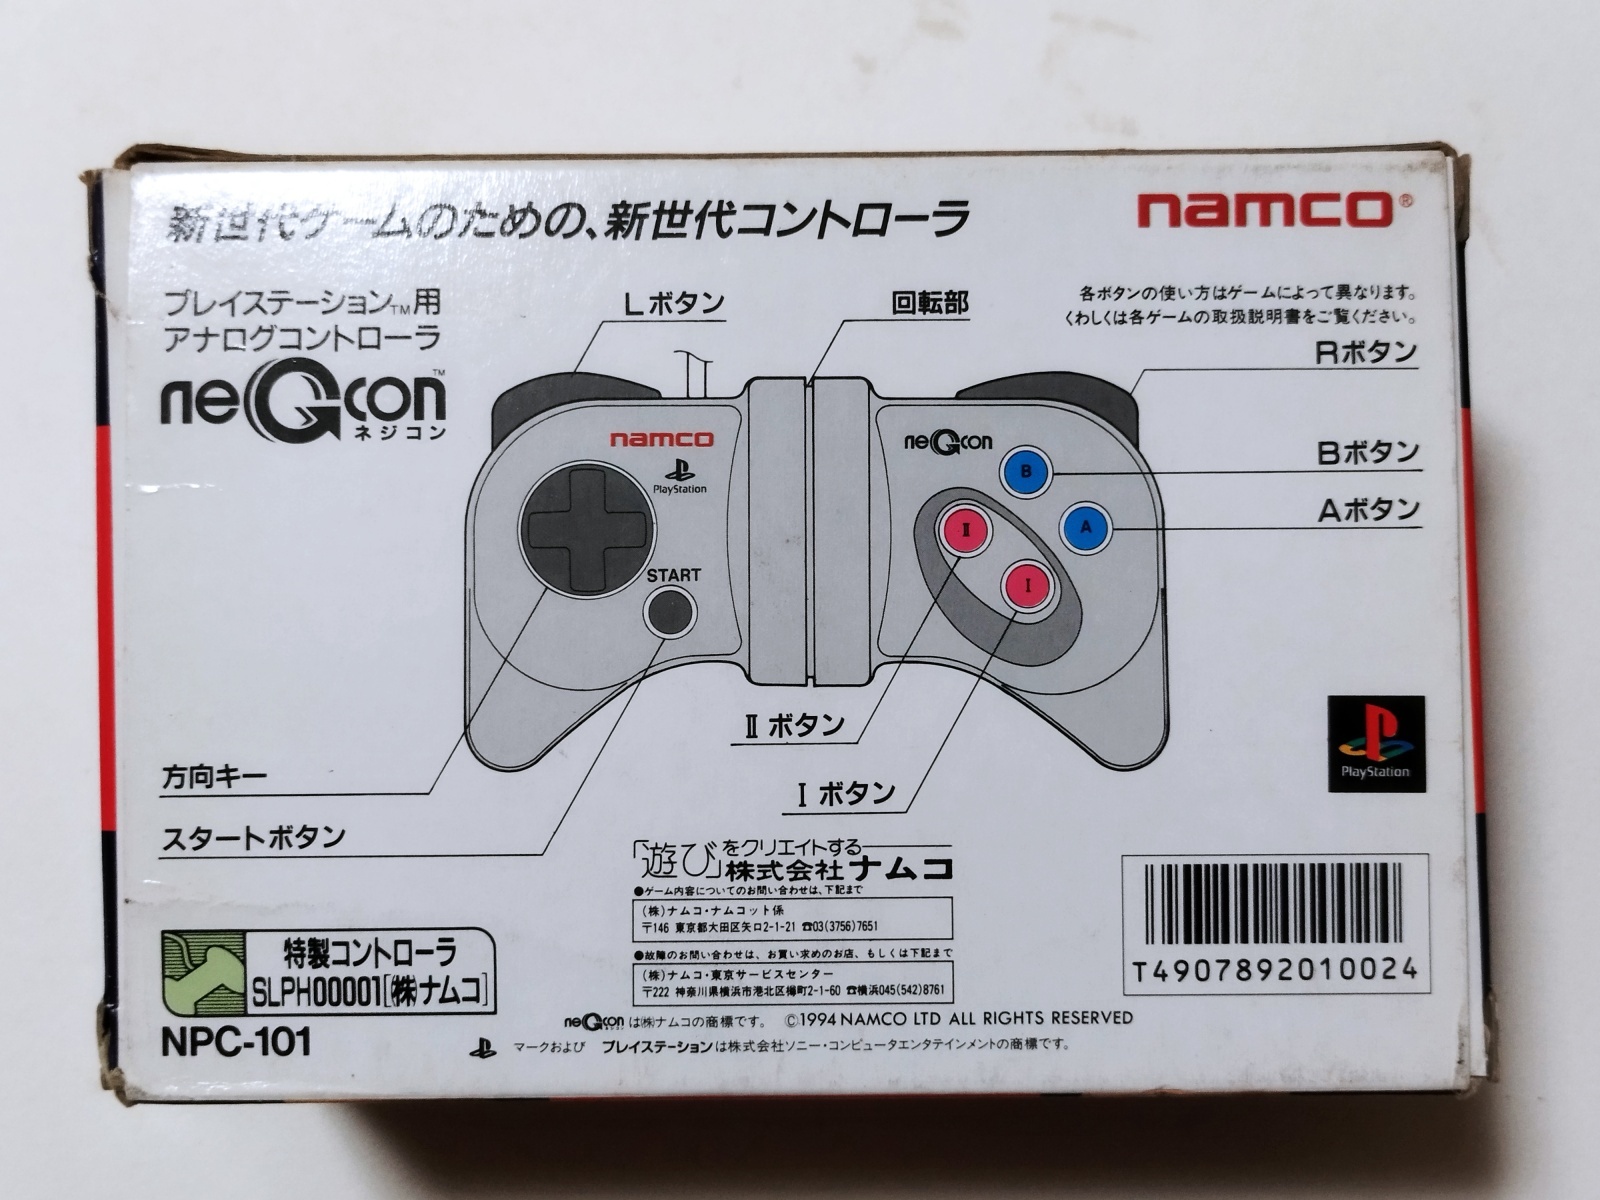 新世代ゲームのための、新世代コントローラ
namco®
プレイステーション™用
アナログコントローラ
neGcon™
ネジコン
各ボタンの使い方はゲームによって異なります。
くわしくは各ゲームの取扱説明書をご覧ください。
Lボタン
回転部
Rボタン
Bボタン
Aボタン
namco
PlayStation
START
neGcon
B
A
Ⅱ
Ⅰ
Ⅱボタン
Ⅰボタン
方向キー
スタートボタン
PlayStation
「遊び」をクリエイトする
株式会社ナムコ
●ゲーム内容についてのお問い合わせは、下記まで
(株)ナムコ・ナムコット係
〒146 東京都大田区矢口2-1-21 ☎03(3756)7651
●故障のお問い合わせは、お買い求めのお店、もしくは下記まで
(株)ナムコ・東京サービスセンター
〒222 神奈川県横浜市港北区樽町2-1-60 ☎横浜045(542)8761
特製コントローラ
SLPH00001[㈱ナムコ]
NPC-101
T4907892010024
neGcon は㈱ナムコの商標です。 ©1994 NAMCO LTD ALL RIGHTS RESERVED
マークおよび プレイステーションは株式会社ソニー・コンピュータエンタテインメントの商標です。